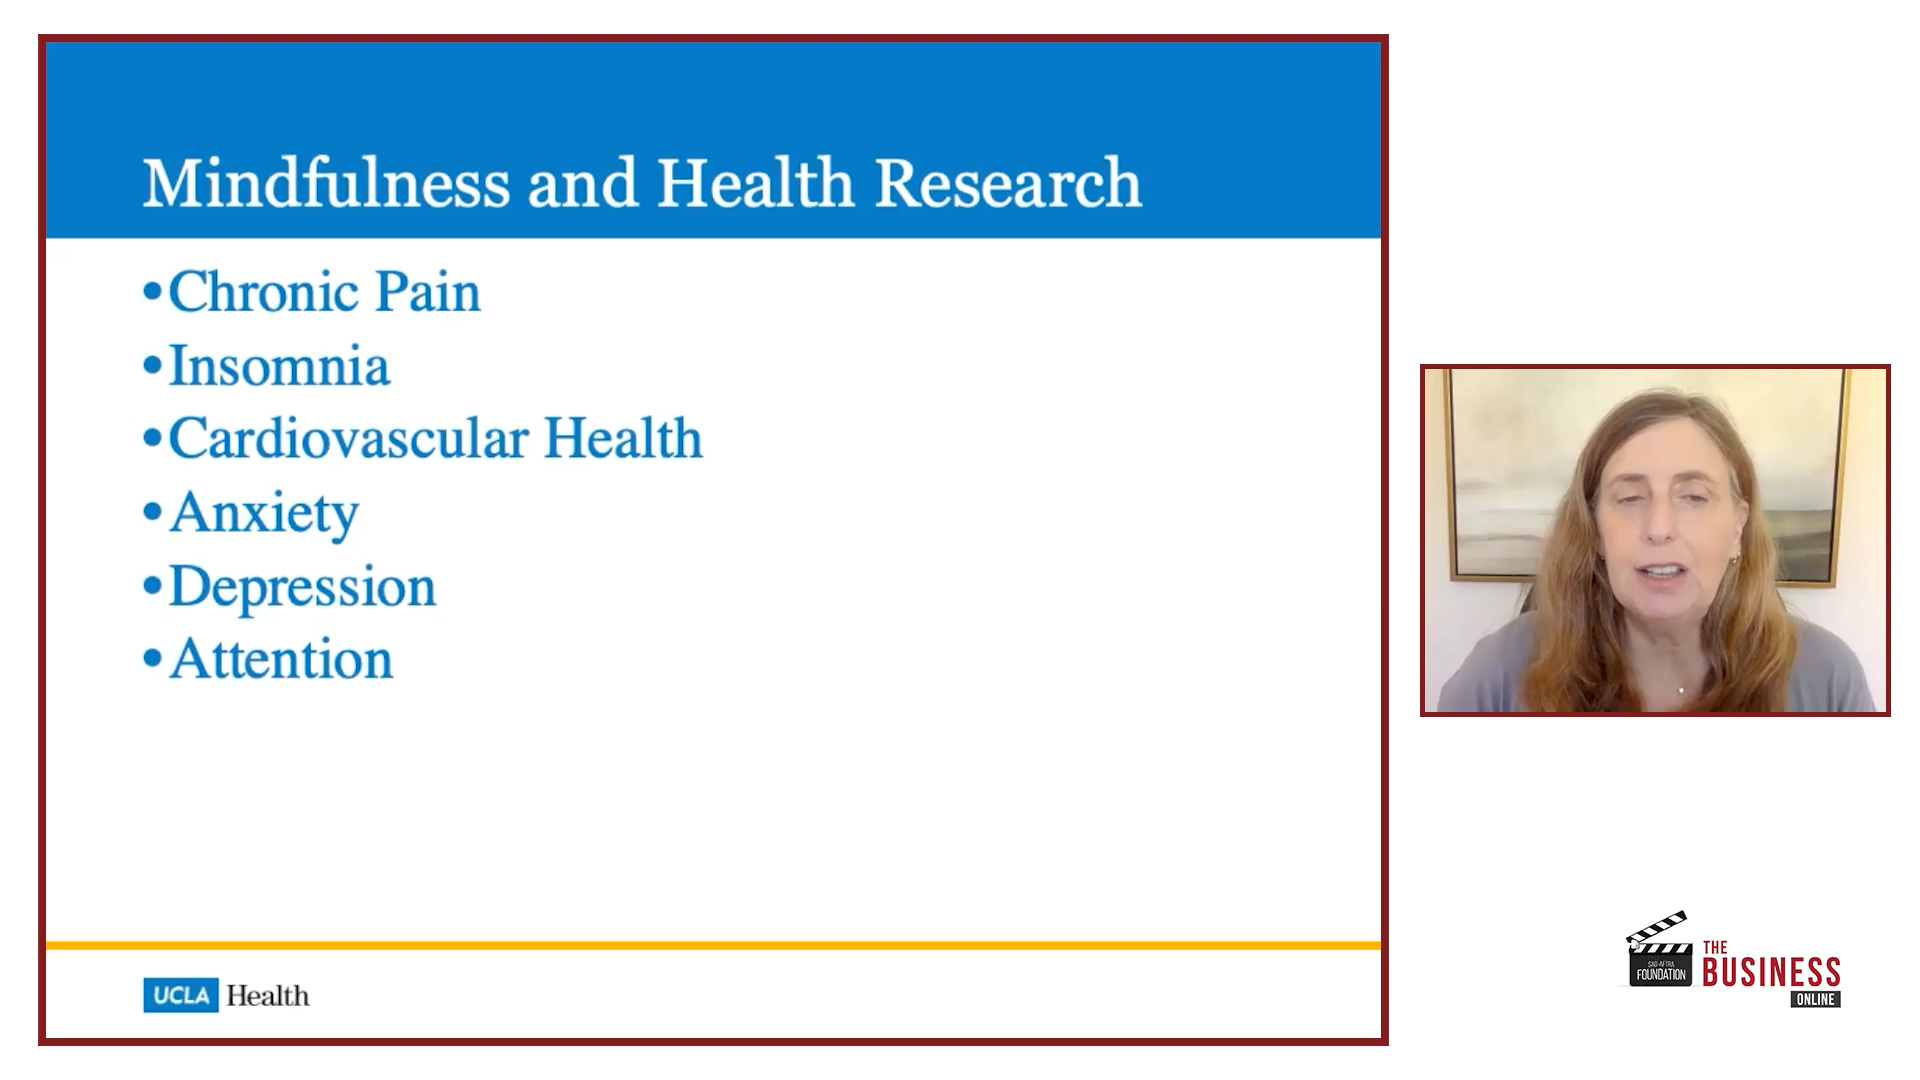 Mindfulness and Health Research
•Chronic Pain
•Insomnia
•Cardiovascular Health
•Anxiety
•Depression
•Attention
UCLA Health
SAG-AFTRA
FOUNDATION
THE
BUSINESS
ONLINE